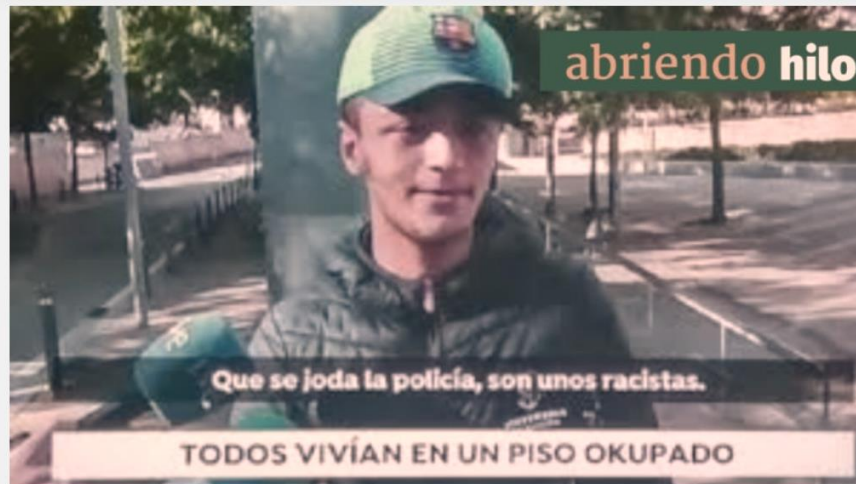 abriendo hilo
Que se joda la policía, son unos racistas.
TODOS VIVÍAN EN UN PISO OKUPADO